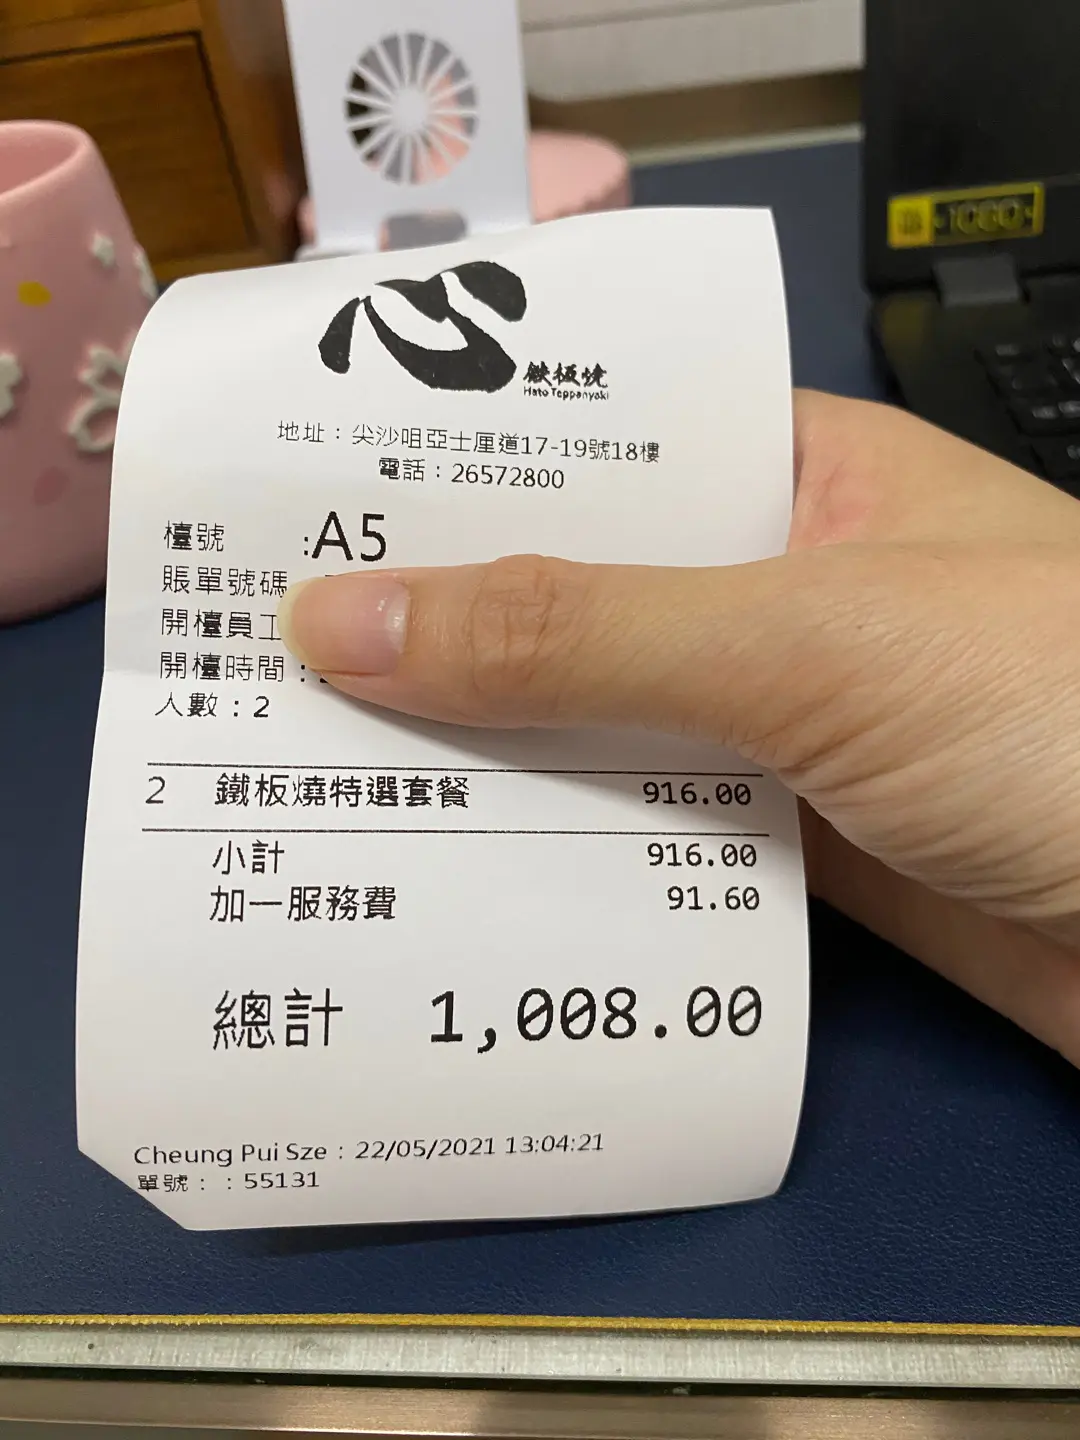 心
鉄板焼
Hato Teppanyaki
地址：尖沙咀亞士厘道17-19號18樓
電話：26572800
檯號 :A5
賬單號碼
開檯員工
開檯時間：
人數：2
2 鐵板燒特選套餐 916.00
小計 916.00
加一服務費 91.60
總計 1,008.00
Cheung Pui Sze : 22/05/2021 13:04:21
單號：：55131